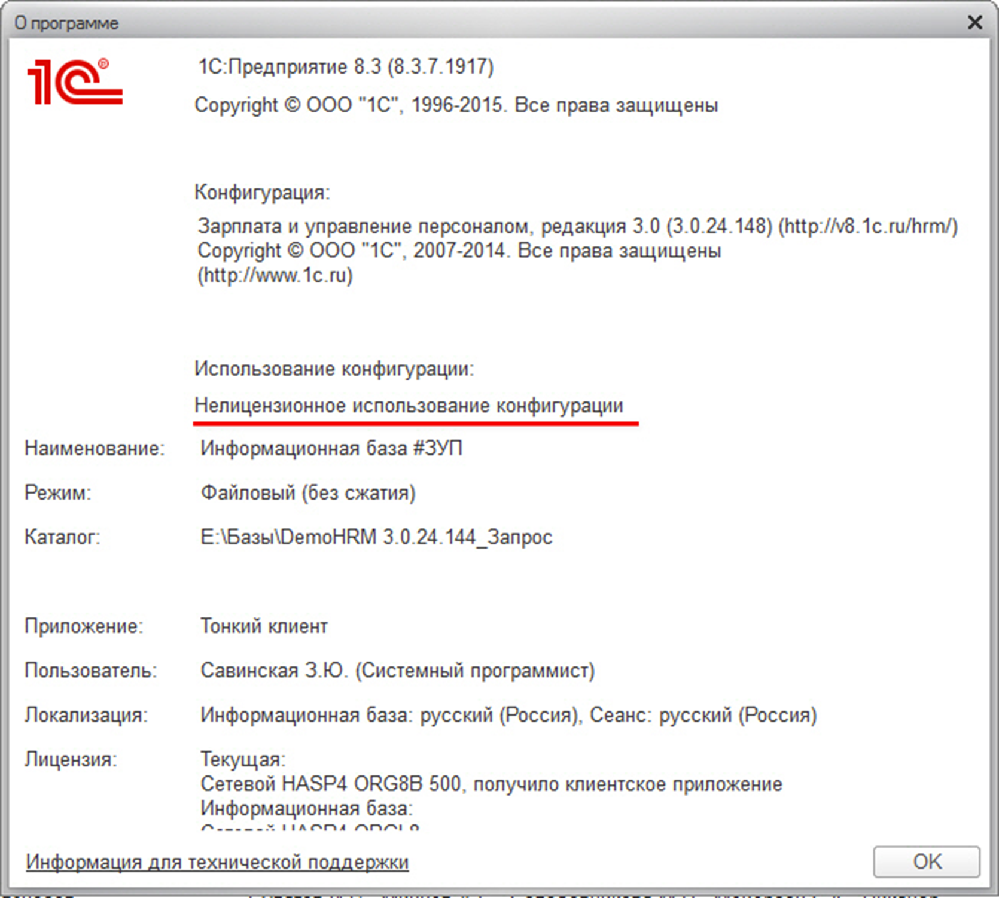 О программе
1С®
1С:Предприятие 8.3 (8.3.7.1917)
Copyright © ООО "1С", 1996-2015. Все права защищены
Конфигурация:
Зарплата и управление персоналом, редакция 3.0 (3.0.24.148) (http://v8.1c.ru/hrm/)
Copyright © ООО "1С", 2007-2014. Все права защищены
(http://www.1c.ru)
Использование конфигурации:
Нелицензионное использование конфигурации
Наименование: Информационная база #ЗУП
Режим: Файловый (без сжатия)
Каталог: E:\Базы\DemoHRM 3.0.24.144_Запрос
Приложение: Тонкий клиент
Пользователь: Савинская З.Ю. (Системный программист)
Локализация: Информационная база: русский (Россия), Сеанс: русский (Россия)
Лицензия: Текущая:
Сетевой HASP4 ORG8B 500, получило клиентское приложение
Информационная база:
Сетевой HASP4 ORGL8
Информация для технической поддержки
OK